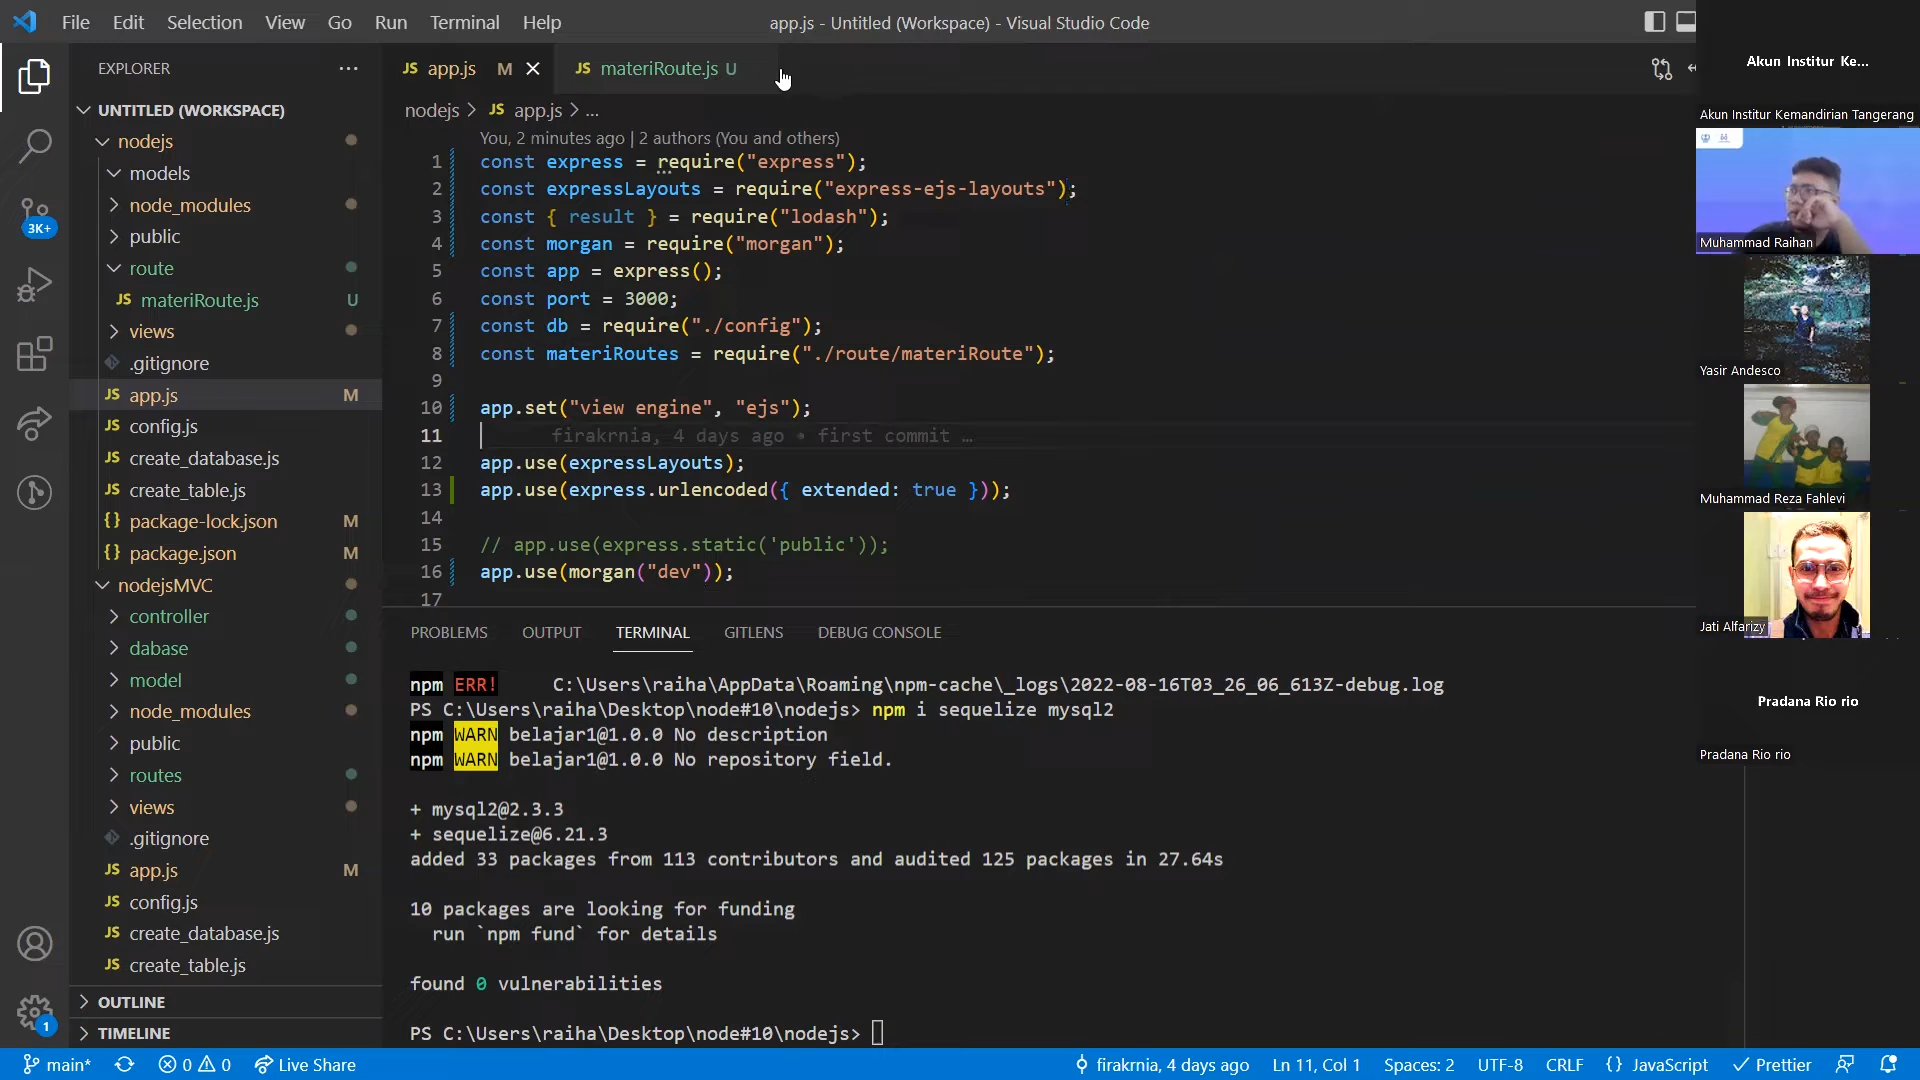 File Edit Selection View Go Run Terminal Help
app.js - Untitled (Workspace) - Visual Studio Code
EXPLORER ...
UNTITLED (WORKSPACE)
nodejs
models
node_modules
public
route
JS materiRoute.js U
views
.gitignore
JS app.js M
JS config.js
JS create_database.js
JS create_table.js
{} package-lock.json M
{} package.json M
nodejsMVC
controller
dabase
model
node_modules
public
routes
views
.gitignore
JS app.js M
JS config.js
JS create_database.js
JS create_table.js
OUTLINE
TIMELINE
3K+
1
JS app.js M JS materiRoute.js U
nodejs > JS app.js > ...
You, 2 minutes ago | 2 authors (You and others)
1 const express = require("express");
2 const expressLayouts = require("express-ejs-layouts");
3 const { result } = require("lodash");
4 const morgan = require("morgan");
5 const app = express();
6 const port = 3000;
7 const db = require("./config");
8 const materiRoutes = require("./route/materiRoute");
9
10 app.set("view engine", "ejs");
11 firakrnia, 4 days ago • first commit …
12 app.use(expressLayouts);
13 app.use(express.urlencoded({ extended: true }));
14
15 // app.use(express.static('public'));
16 app.use(morgan("dev"));
17
PROBLEMS OUTPUT TERMINAL GITLENS DEBUG CONSOLE
npm ERR! C:\Users\raiha\AppData\Roaming\npm-cache\_logs\2022-08-16T03_26_06_613Z-debug.log
PS C:\Users\raiha\Desktop\node#10\nodejs> npm i sequelize mysql2
npm WARN belajar1@1.0.0 No description
npm WARN belajar1@1.0.0 No repository field.
+ mysql2@2.3.3
+ sequelize@6.21.3
added 33 packages from 113 contributors and audited 125 packages in 27.64s
10 packages are looking for funding
run `npm fund` for details
found 0 vulnerabilities
PS C:\Users\raiha\Desktop\node#10\nodejs>
Akun Institur Ke...
Akun Institur Kemandirian Tangerang
Muhammad Raihan
Yasir Andesco
Muhammad Reza Fahlevi
Jati Alfarizy
Pradana Rio rio
Pradana Rio rio
main* 0 0 Live Share firakrnia, 4 days ago Ln 11, Col 1 Spaces: 2 UTF-8 CRLF {} JavaScript Prettier